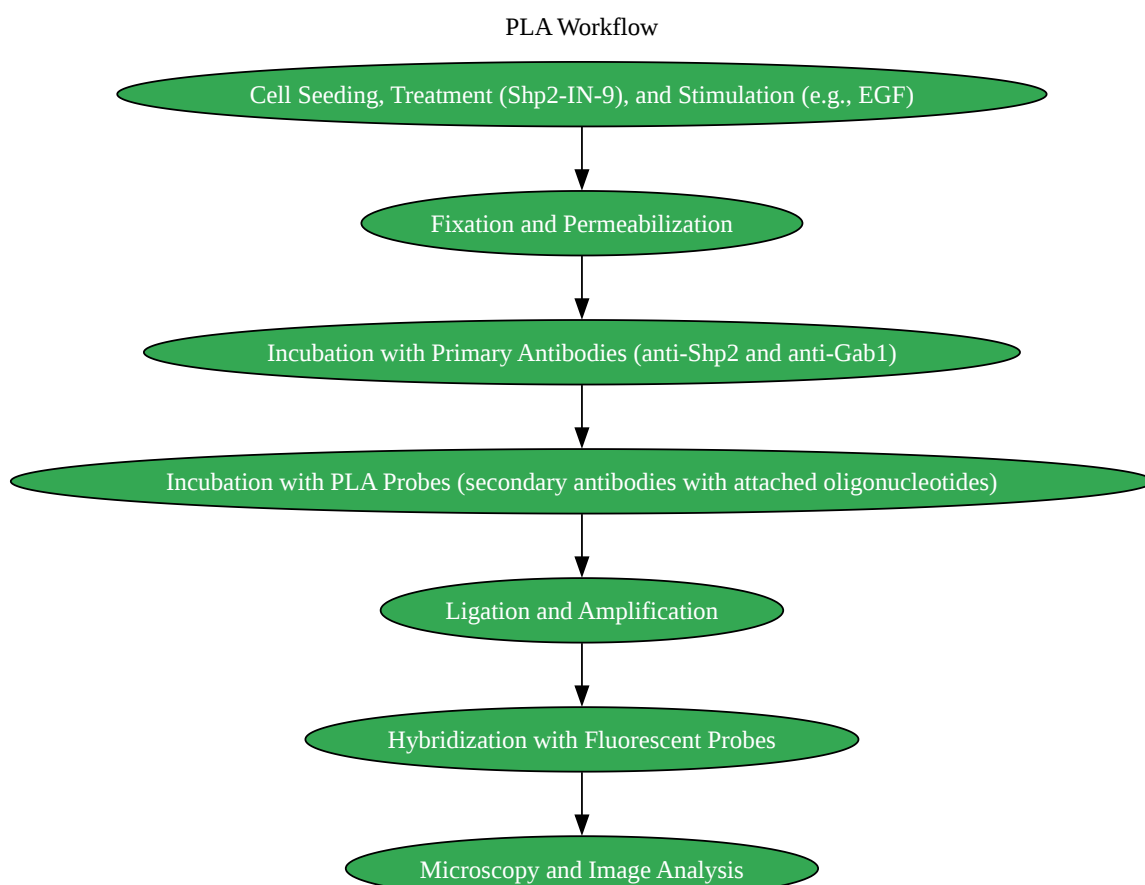 PLA Workflow
Cell Seeding, Treatment (Shp2-IN-9), and Stimulation (e.g., EGF)
Fixation and Permeabilization
Incubation with Primary Antibodies (anti-Shp2 and anti-Gab1)
Incubation with PLA Probes (secondary antibodies with attached oligonucleotides)
Ligation and Amplification
Hybridization with Fluorescent Probes
Microscopy and Image Analysis